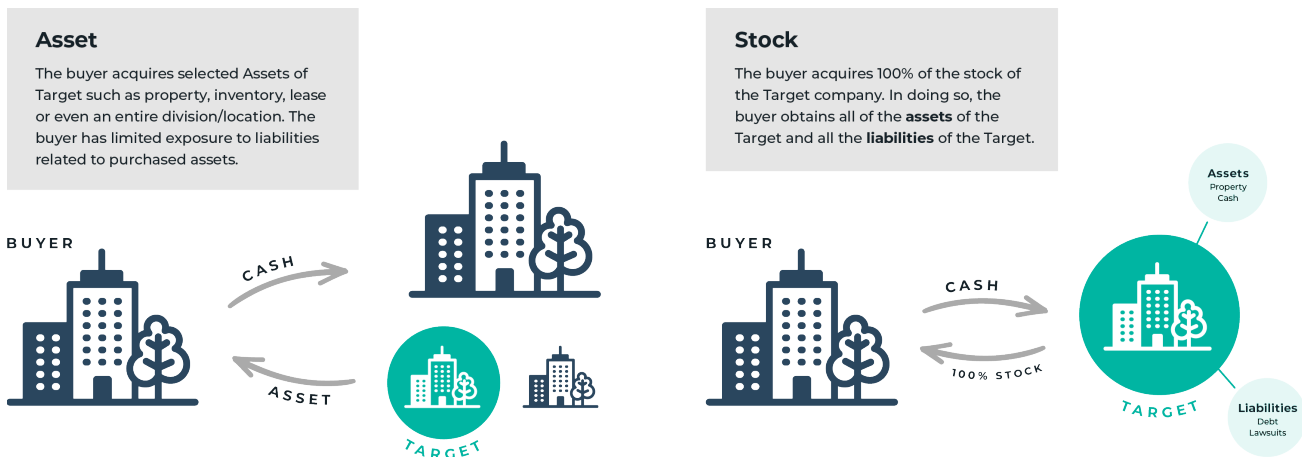 Asset
The buyer acquires selected Assets of
Target such as property, inventory, lease
or even an entire division/location. The
buyer has limited exposure to liabilities
related to purchased assets.
BUYER
CASH
ASSET
TARGET
Stock
The buyer acquires 100% of the stock of
the Target company. In doing so, the
buyer obtains all of the assets of the
Target and all the liabilities of the Target.
BUYER
CASH
100% STOCK
TARGET
Assets
Property
Cash
Liabilities
Debt
Lawsuits